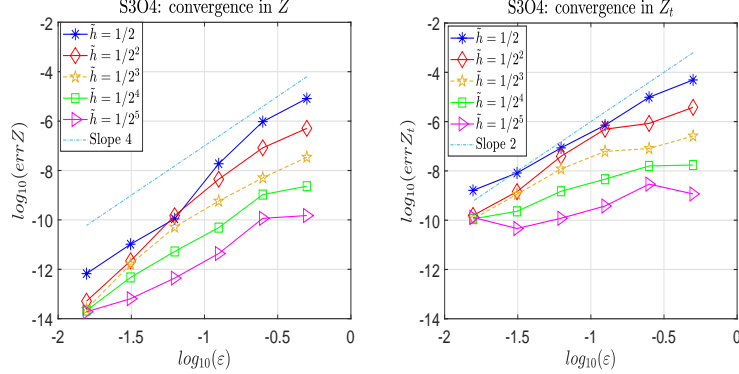 S3O4: convergence in Z
-2
-4
-6
-8
-10
-12
-14
-2
-1.5
-1
-0.5
0
log₁₀(ε)
log₁₀(errZ)
h̃ = 1/2
h̃ = 1/2²
h̃ = 1/2³
h̃ = 1/2⁴
h̃ = 1/2⁵
Slope 4
S3O4: convergence in Zₜ
-2
-4
-6
-8
-10
-12
-14
-2
-1.5
-1
-0.5
0
log₁₀(ε)
log₁₀(errZₜ)
h̃ = 1/2
h̃ = 1/2²
h̃ = 1/2³
h̃ = 1/2⁴
h̃ = 1/2⁵
Slope 2